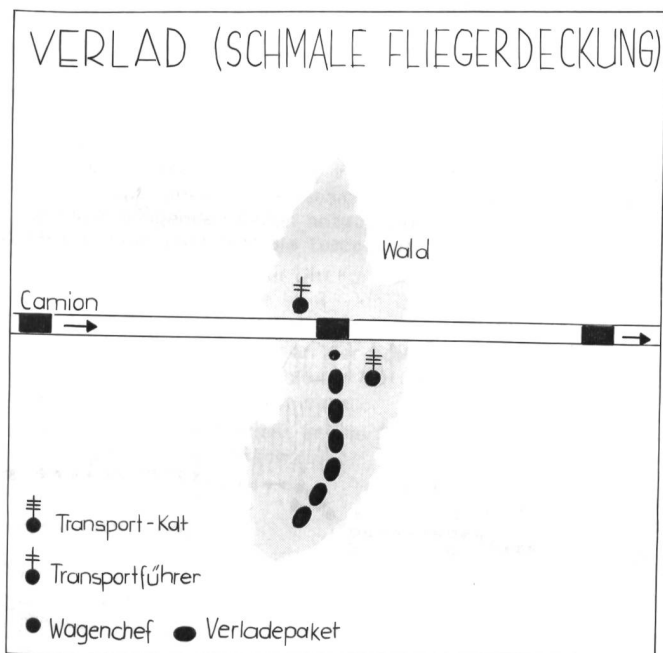 VERLAD (SCHMALE FLIEGERDECKUNG)
Wald
Camion
Transport-Kdt
Transportführer
Wagenchef
Verladepaket